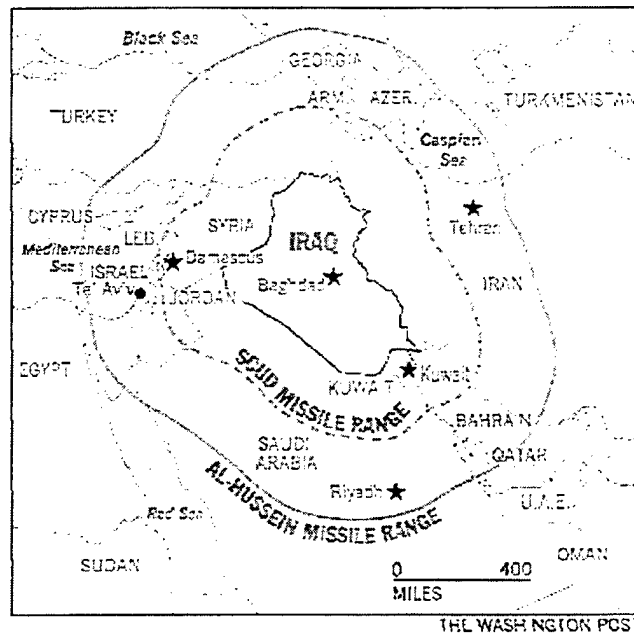 Black Sea
GEORGIA
ARM. AZER.
TURKMENISTAN
TURKEY
Caspian
Sea
CYPRUS
SYRIA
Tehran
LEB.
IRAQ
Mediterranean
Sea
Damascus
ISRAEL
Baghdad
IRAN
Tel Aviv
JORDAN
EGYPT
KUWAIT
Kuwait
SCUD MISSILE RANGE
BAHRAIN
SAUDI
ARABIA
QATAR
AL-HUSSEIN MISSILE RANGE
Riyadh
U.A.E.
Red Sea
OMAN
SUDAN
0 400
MILES
THE WASHINGTON POST